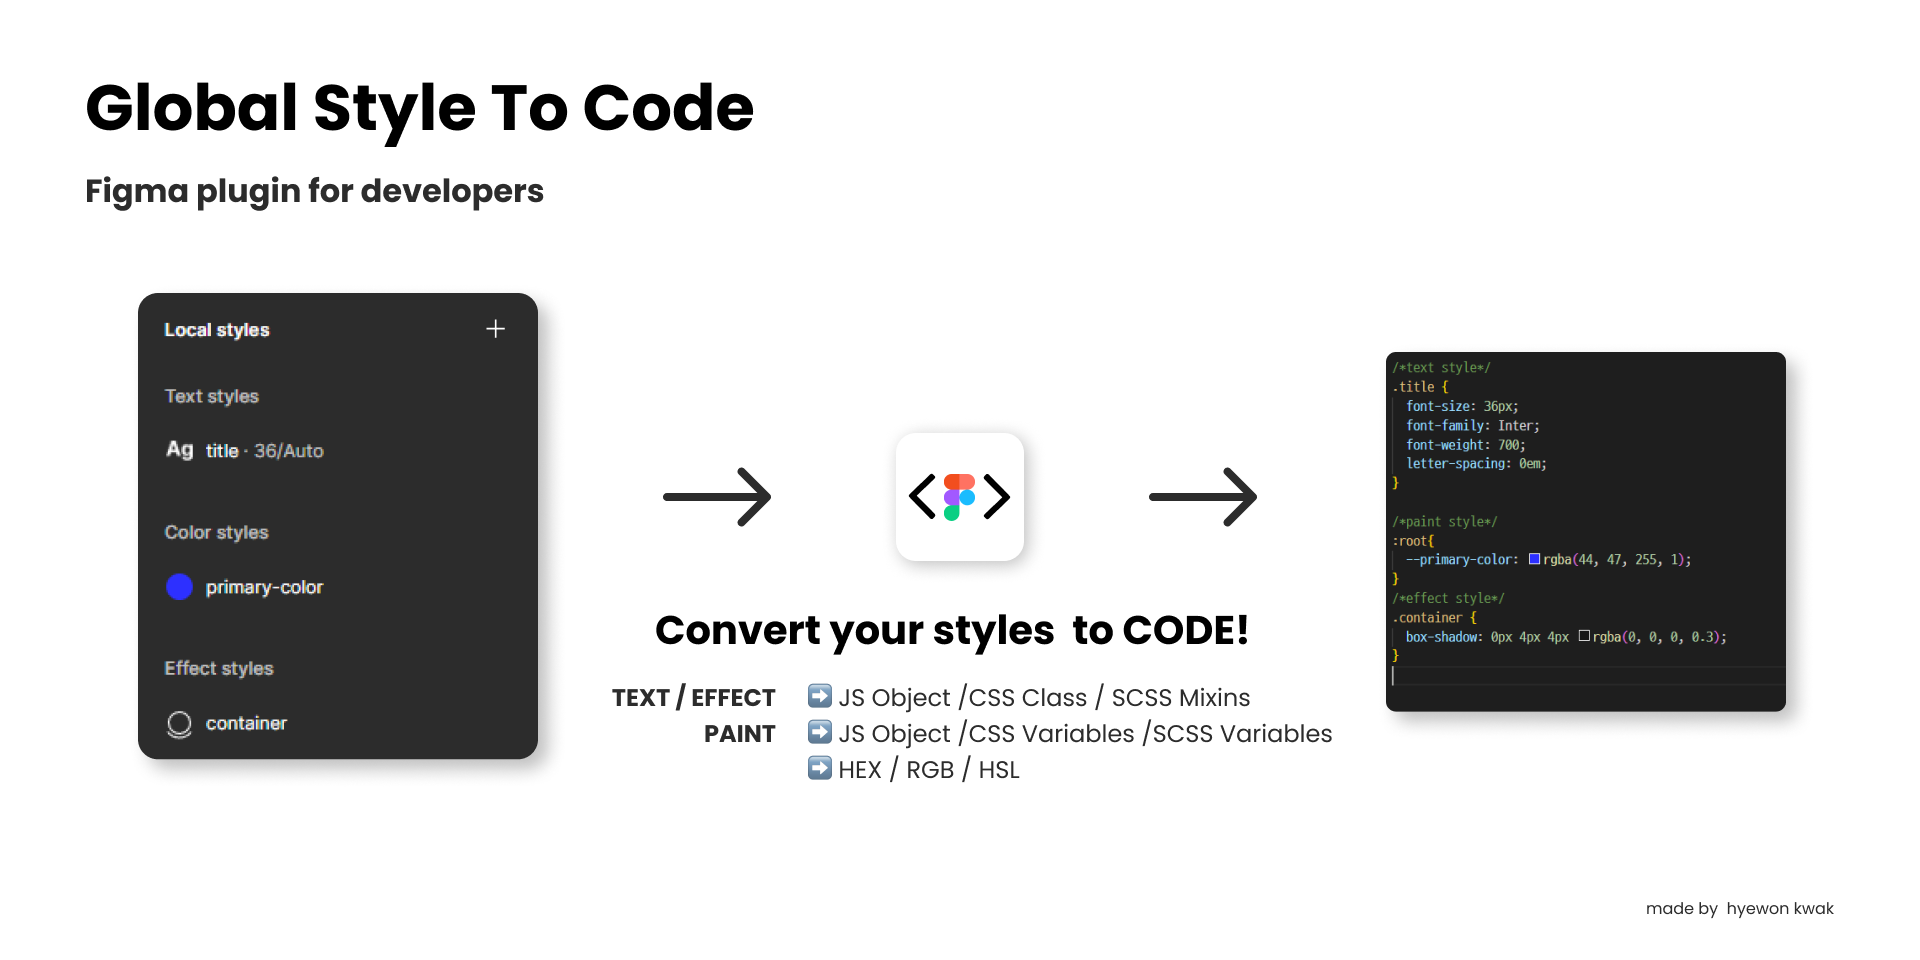 Global Style To Code
Figma plugin for developers
Local styles
Text styles
Ag title · 36/Auto
Color styles
primary-color
Effect styles
container
Convert your styles  to CODE!
TEXT / EFFECT ➡️ JS Object /CSS Class / SCSS Mixins
PAINT ➡️ JS Object /CSS Variables /SCSS Variables
➡️ HEX / RGB / HSL
/*text style*/
.title {
font-size: 36px;
font-family: Inter;
font-weight: 700;
letter-spacing: 0em;
}
/*paint style*/
:root{
--primary-color: rgba(44, 47, 255, 1);
}
/*effect style*/
.container {
box-shadow: 0px 4px 4px rgba(0, 0, 0, 0.3);
}
made by  hyewon kwak